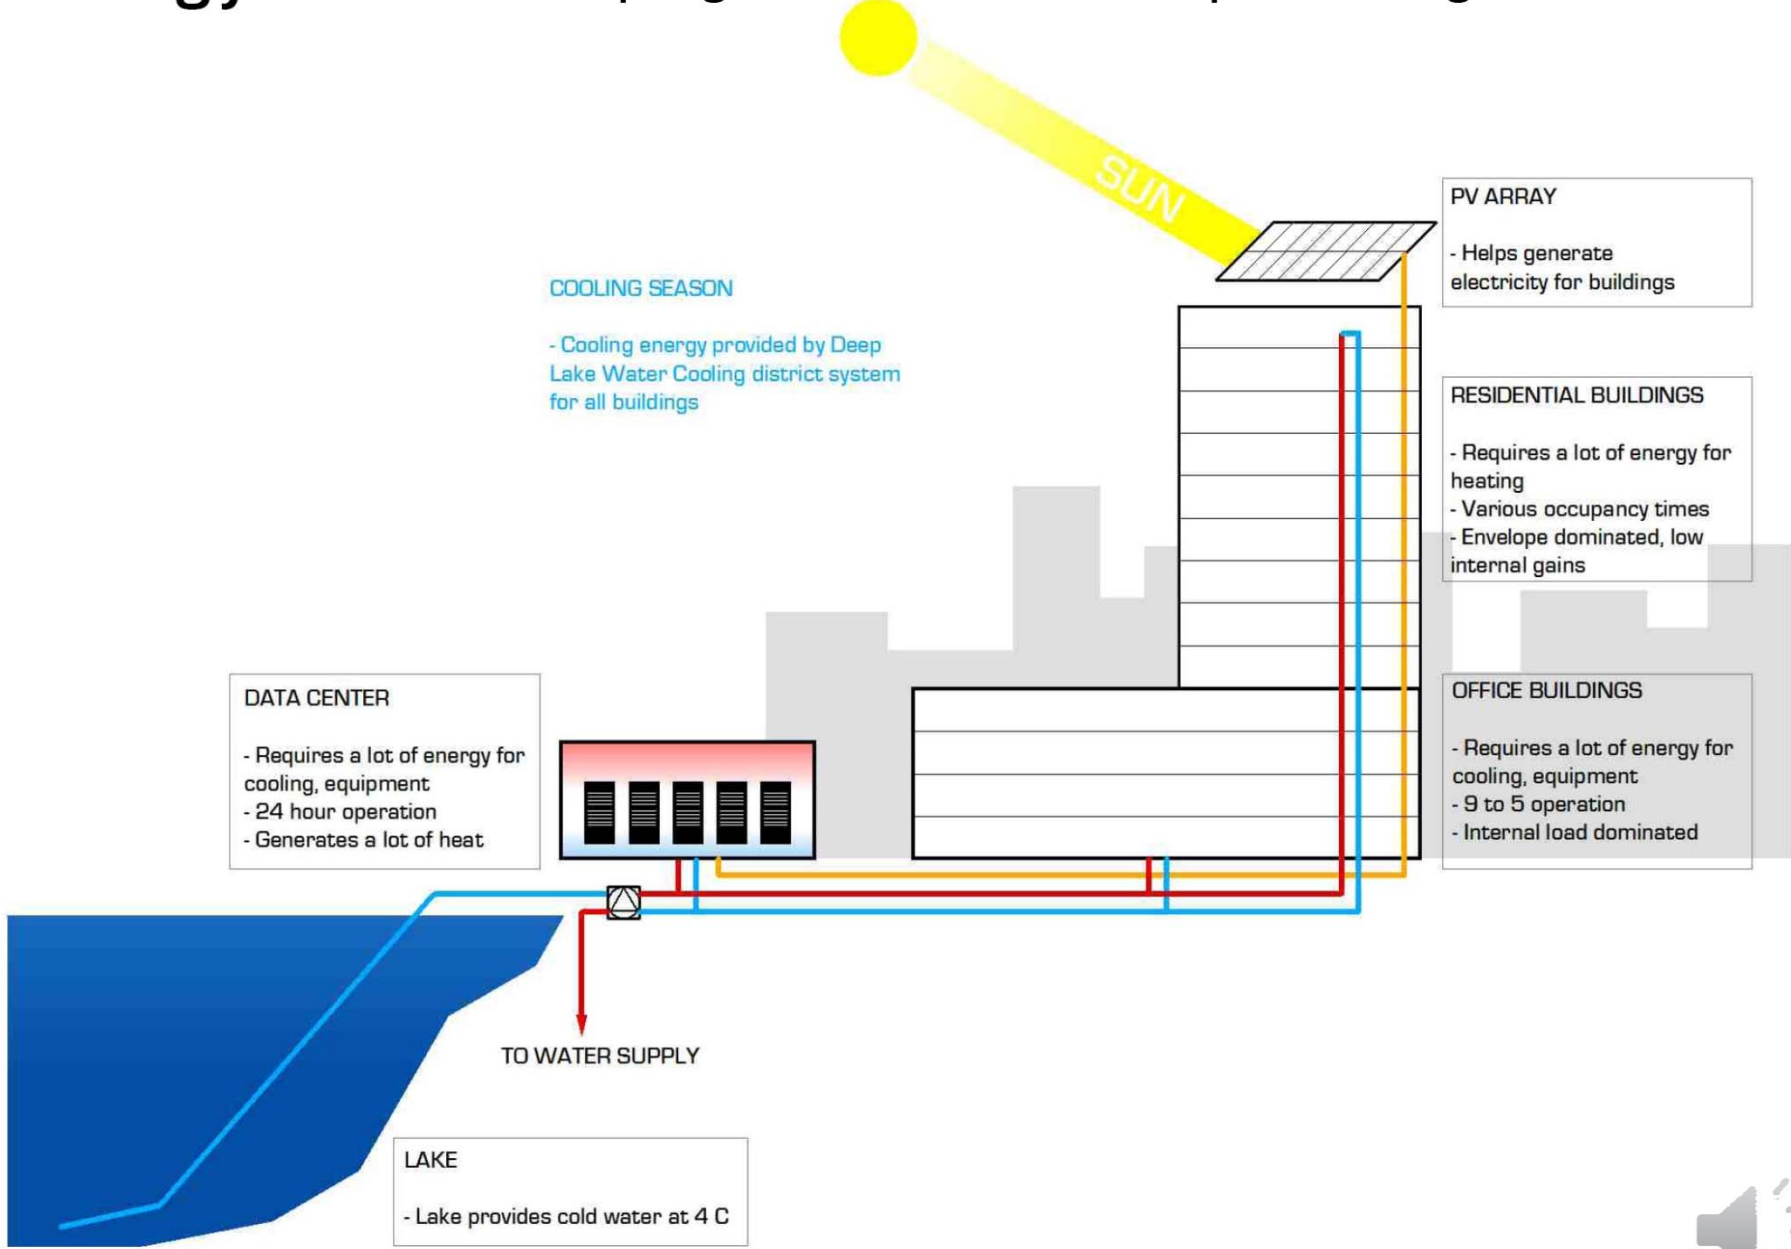 SUN
PV ARRAY
- Helps generate
electricity for buildings
COOLING SEASON
- Cooling energy provided by Deep
Lake Water Cooling district system
for all buildings
RESIDENTIAL BUILDINGS
- Requires a lot of energy for
heating
- Various occupancy times
- Envelope dominated, low
internal gains
DATA CENTER
- Requires a lot of energy for
cooling, equipment
- 24 hour operation
- Generates a lot of heat
OFFICE BUILDINGS
- Requires a lot of energy for
cooling, equipment
- 9 to 5 operation
- Internal load dominated
TO WATER SUPPLY
LAKE
- Lake provides cold water at 4 C